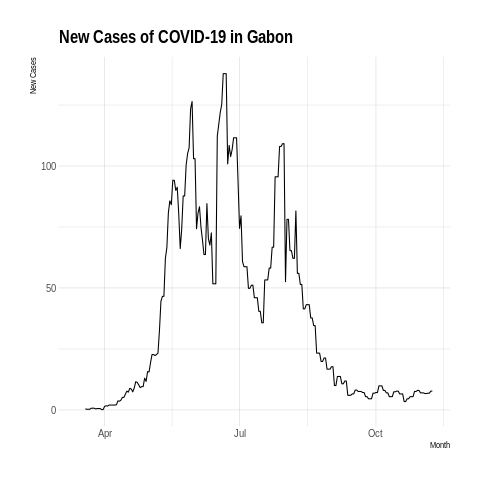 New Cases of COVID-19 in Gabon
New Cases
100
50
0
Apr
Jul
Oct
Month